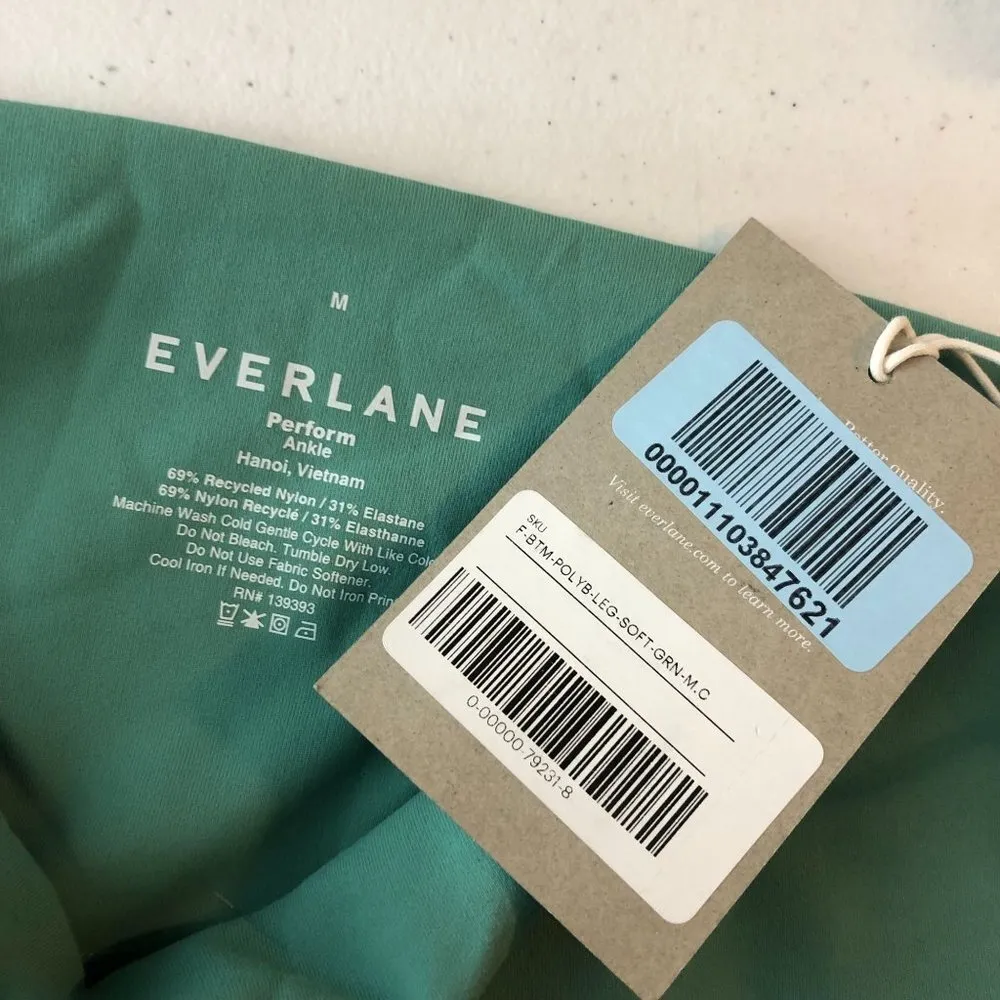 M
EVERLANE
Perform
Ankle
Hanoi, Vietnam
69% Recycled Nylon / 31% Elastane
69% Nylon Recyclé / 31% Elasthanne
Machine Wash Cold Gentle Cycle With Like
Do Not Bleach. Tumble Dry Low.
Do Not Use Fabric Softener.
Cool Iron If Needed. Do Not Iron
RN# 139393
Better quality.
00001110384762​1
Visit everlane.com to learn more.
SKU
F-BTM-POLYB-LEG-SOFT-GRN-M.C
0-00000-79231-8